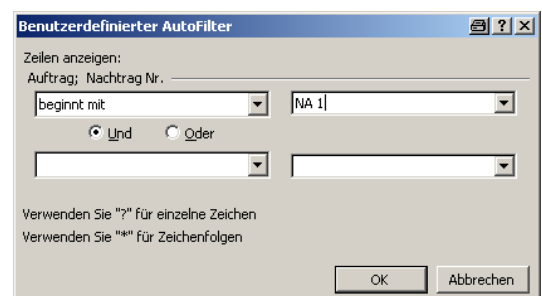 Benutzerdefinierter AutoFilter
Zeilen anzeigen:
Auftrag; Nachtrag Nr.
beginnt mit NA 1
Und Oder
Verwenden Sie "?" für einzelne Zeichen
Verwenden Sie "*" für Zeichenfolgen
OK Abbrechen